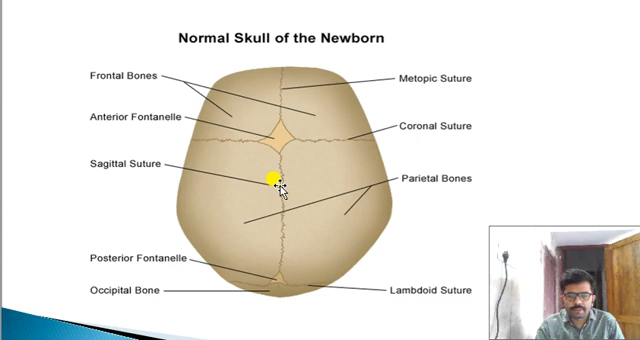 Normal Skull of the Newborn
Frontal Bones
Metopic Suture
Anterior Fontanelle
Coronal Suture
Sagittal Suture
Parietal Bones
Posterior Fontanelle
Occipital Bone
Lambdoid Suture